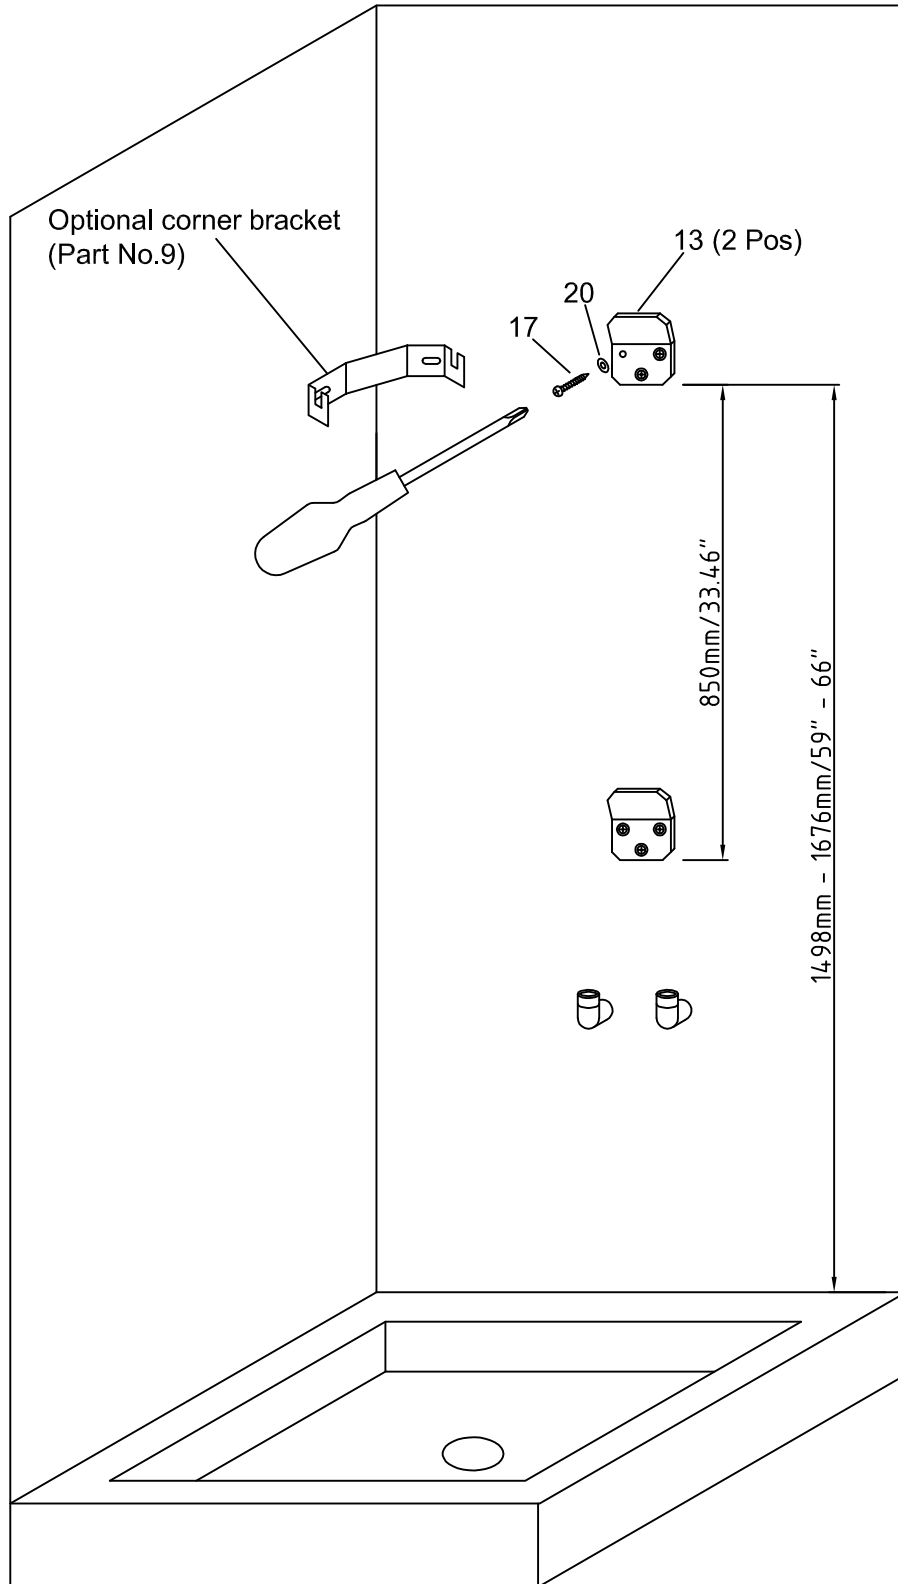 Optional corner bracket
(Part No.9)
13 (2 Pos)
20
17
850mm/33.46"
1498mm - 1676mm/59" - 66"